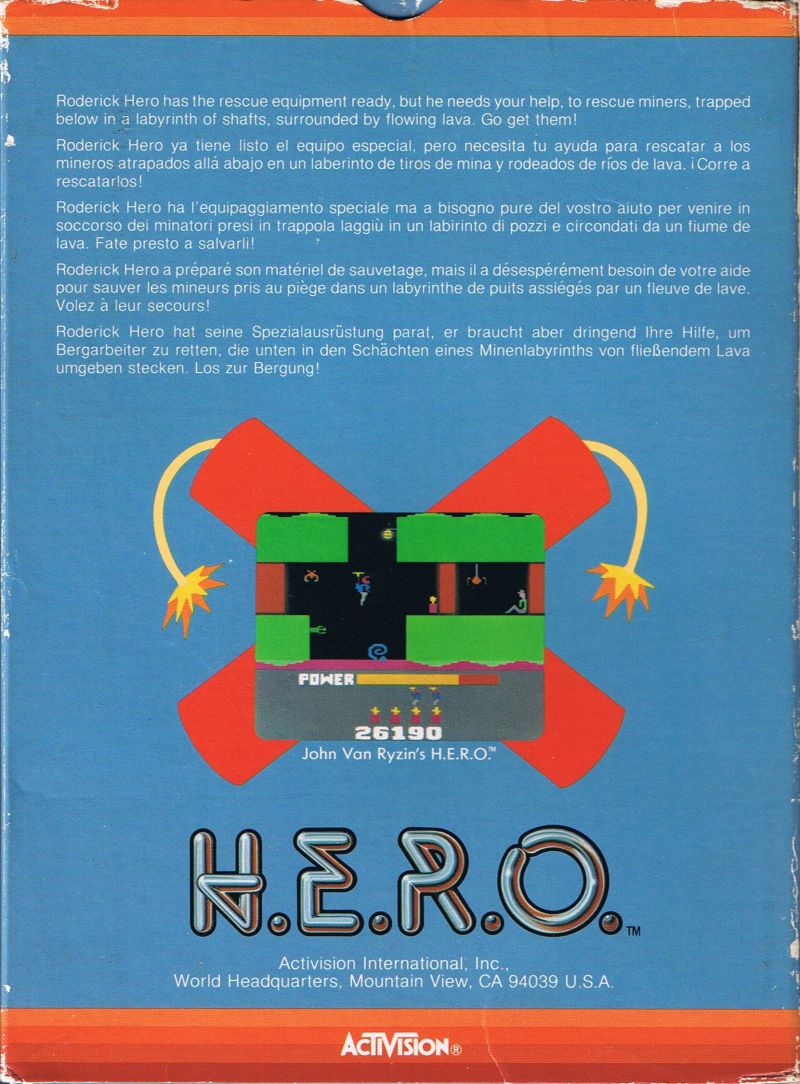 Roderick Hero has the rescue equipment ready, but he needs your help, to rescue miners, trapped
below in a labyrinth of shafts, surrounded by flowing lava. Go get them!
Roderick Hero ya tiene listo el equipo especial, pero necesita tu ayuda para rescatar a los
mineros atrapados allá abajo en un laberinto de tiros de mina y rodeados de ríos de lava. ¡Corre a
rescatarlos!
Roderick Hero ha l'equipaggiamento speciale ma a bisogno pure del vostro aiuto per venire in
soccorso dei minatori presi in trappola laggiù in un labirinto di pozzi e circondati da un fiume de
lava. Fate presto a salvarli!
Roderick Hero a préparé son matériel de sauvetage, mais il a désespérément besoin de votre aide
pour sauver les mineurs pris au piège dans un labyrinthe de puits assiégés par un fleuve de lave.
Volez à leur secours!
Roderick Hero hat seine Spezialausrüstung parat, er braucht aber dringend Ihre Hilfe, um
Bergarbeiter zu retten, die unten in den Schächten eines Minenlabyrinths von fließendem Lava
umgeben stecken. Los zur Bergung!
POWER
26190
John Van Ryzin's H.E.R.O.™
H.E.R.O.™
Activision International, Inc.,
World Headquarters, Mountain View, CA 94039 U.S.A.
ACTIVISION®